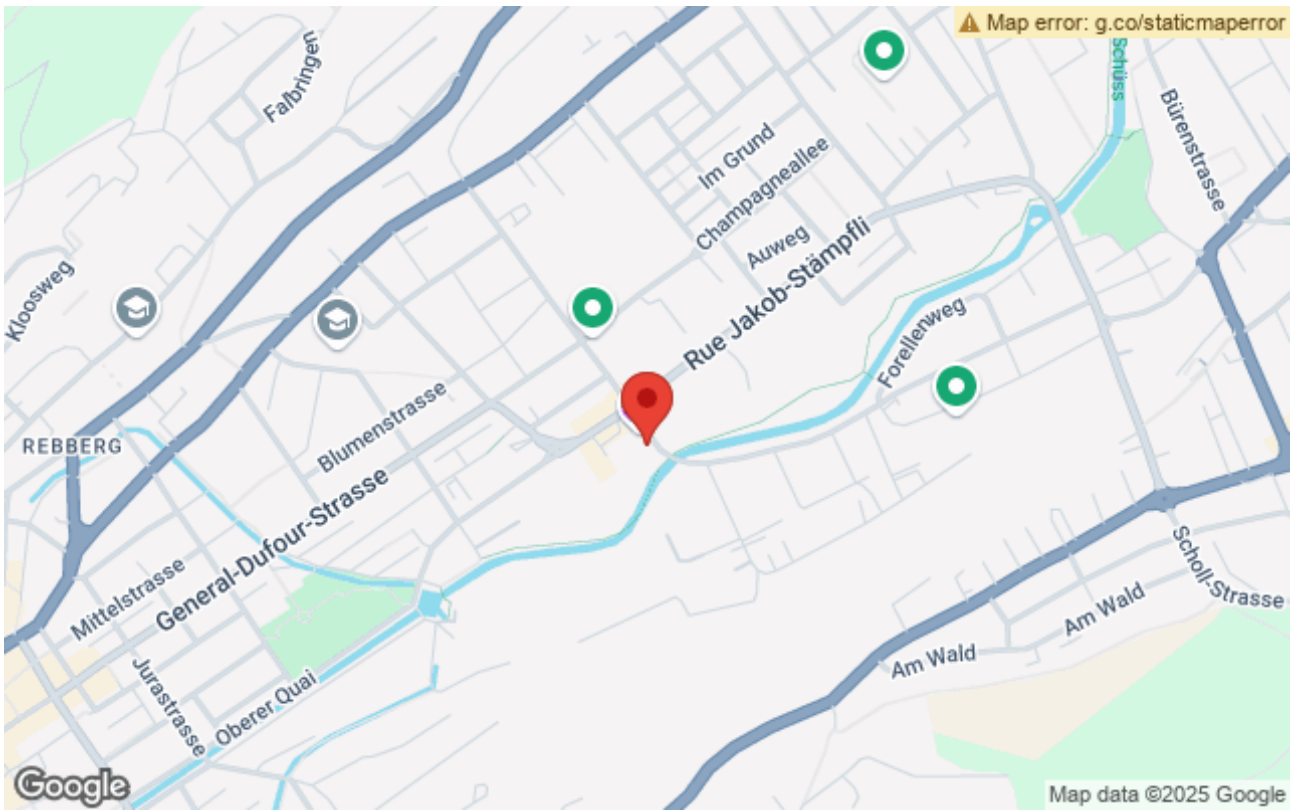 Map error: g.co/staticmaperror
Schüss
Falbringen
Bürenstrasse
Im Grund
Champagneallee
Auweg
Kloosweg
Rue Jakob-Stämpfli
Forellenweg
Blumenstrasse
REBBERG
General-Dufour-Strasse
Mittelstrasse
Scholl-Strasse
Am Wald
Am Wald
Jurastrasse
Oberer Quai
Google
Map data ©2025 Google